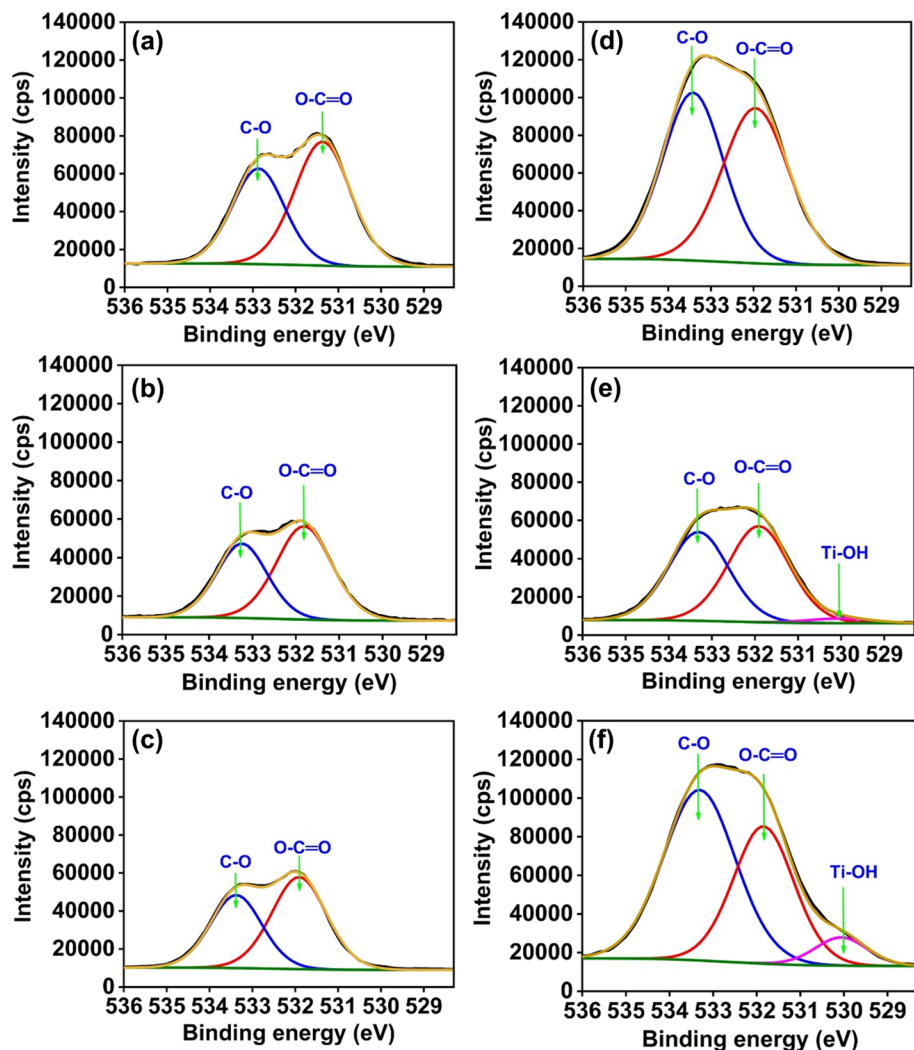 (a)
C-O
O-C=O
Intensity (cps)
140000
120000
100000
80000
60000
40000
20000
0
536 535 534 533 532 531 530 529
Binding energy (eV)
(d)
C-O
O-C=O
Intensity (cps)
140000
120000
100000
80000
60000
40000
20000
0
536 535 534 533 532 531 530 529
Binding energy (eV)
(b)
C-O
O-C=O
Intensity (cps)
140000
120000
100000
80000
60000
40000
20000
0
536 535 534 533 532 531 530 529
Binding energy (eV)
(e)
C-O
O-C=O
Ti-OH
Intensity (cps)
140000
120000
100000
80000
60000
40000
20000
0
536 535 534 533 532 531 530 529
Binding energy (eV)
(c)
C-O
O-C=O
Intensity (cps)
140000
120000
100000
80000
60000
40000
20000
0
536 535 534 533 532 531 530 529
Binding energy (eV)
(f)
C-O
O-C=O
Ti-OH
Intensity (cps)
140000
120000
100000
80000
60000
40000
20000
0
536 535 534 533 532 531 530 529
Binding energy (eV)